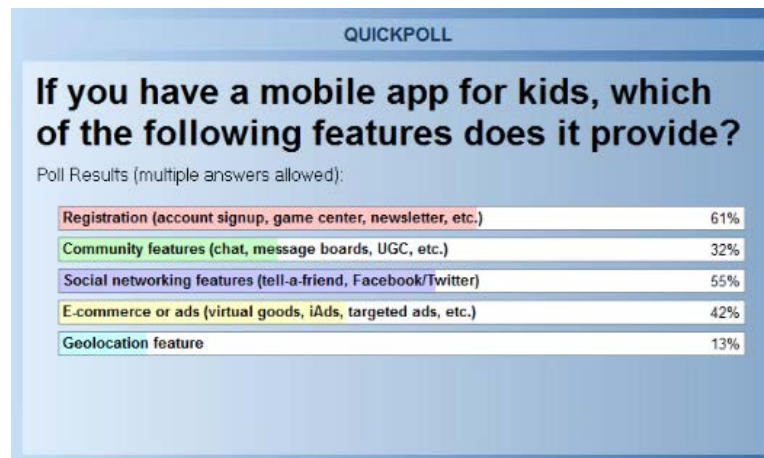 QUICKPOLL
If you have a mobile app for kids, which
of the following features does it provide?
Poll Results (multiple answers allowed):
Registration (account signup, game center, newsletter, etc.) 61%
Community features (chat, message boards, UGC, etc.) 32%
Social networking features (tell-a-friend, Facebook/Twitter) 55%
E-commerce or ads (virtual goods, iAds, targeted ads, etc.) 42%
Geolocation feature 13%